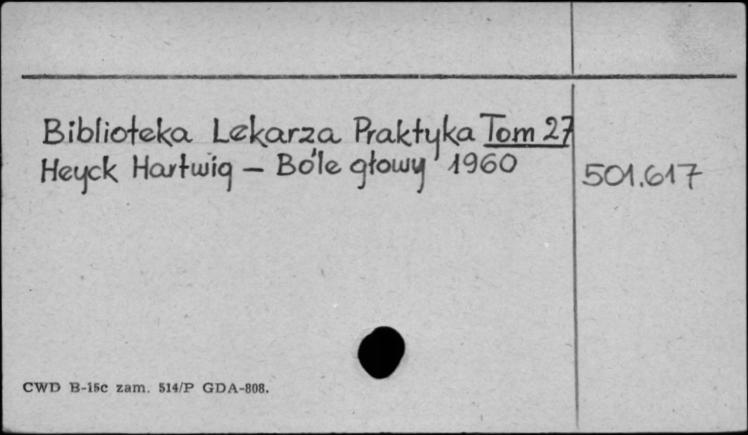 Biblioteka Lekarza Praktyka Tom 27
Heyck Hartwig – Bóle głowy 1960
501.617
CWD B-15c zam. 514/P GDA-808.